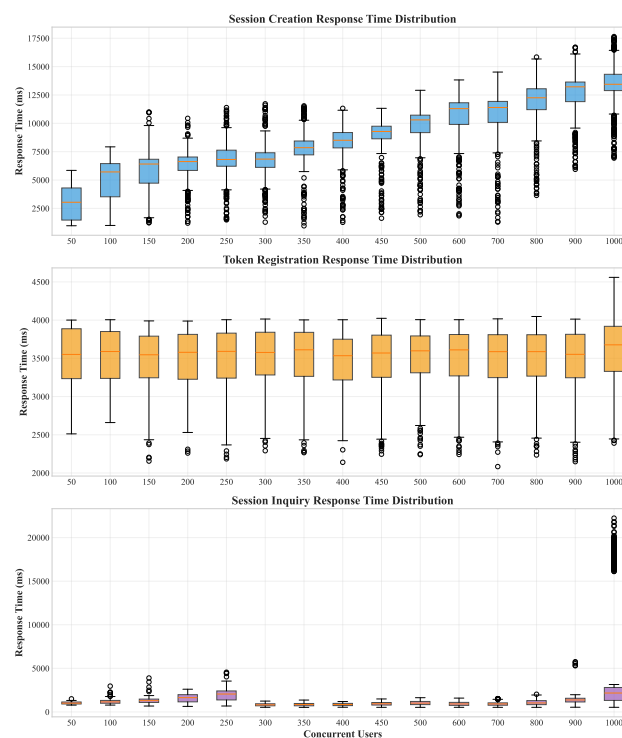 Session Creation Response Time Distribution
Response Time (ms)
17500
15000
12500
10000
7500
5000
2500
50 100 150 200 250 300 350 400 450 500 600 700 800 900 1000
Token Registration Response Time Distribution
Response Time (ms)
4500
4000
3500
3000
2500
2000
50 100 150 200 250 300 350 400 450 500 600 700 800 900 1000
Session Inquiry Response Time Distribution
Response Time (ms)
20000
15000
10000
5000
0
50 100 150 200 250 300 350 400 450 500 600 700 800 900 1000
Concurrent Users